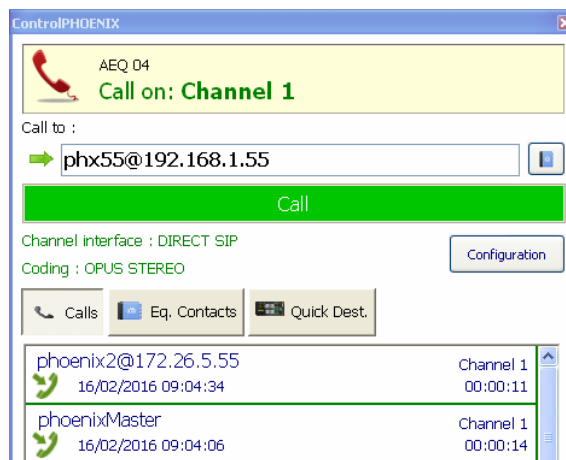 ControlPHOENIX
AEQ 04
Call on: Channel 1
Call to :
phx55@192.168.1.55
Call
Channel interface : DIRECT SIP
Coding : OPUS STEREO
Configuration
Calls
Eq. Contacts
Quick Dest.
phoenix2@172.26.5.55
Channel 1
16/02/2016 09:04:34
00:00:11
phoenixMaster
Channel 1
16/02/2016 09:04:06
00:00:14